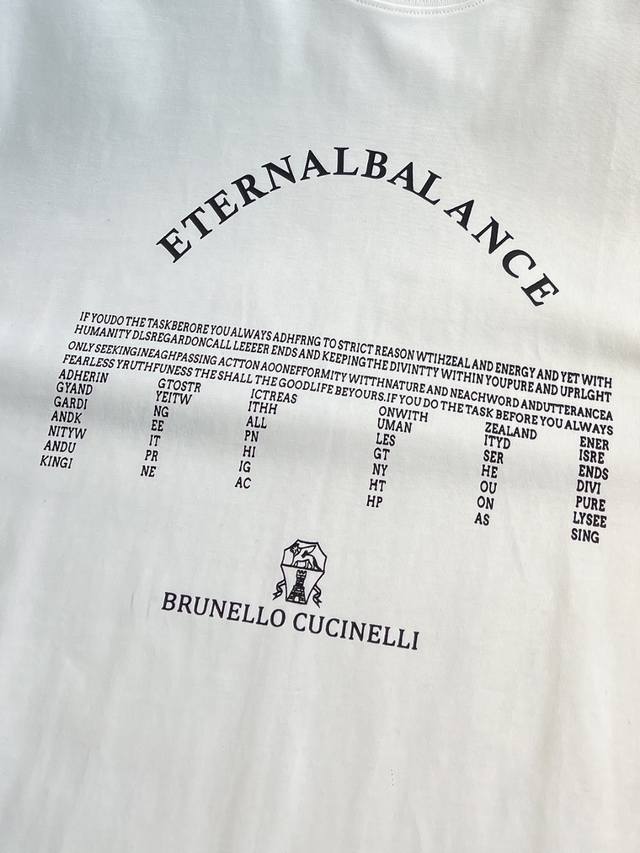 ETERNALBALANCE
IF YOUDO THE TASKBERORE YOU ALWAYS ADHFRNG TO STRICT REASON WTIHZEAL AND ENERGY AND YET WITH
HUMANITY DLSREGARDONCALL LEEEER ENDS AND KEEPINGTHE DIVINTTY WITHIN YOUPURE AND UPRLGHT
ONLY SEEKINGINEAGHPASSING ACTTON AOONEFFORMITY WITTHNATURE AND NEACHWORD ANDUTTERANCEA
FEARLESS YRUTHFUNESS THE SHALL THE GOODLIFE BEYOURS.IF YOU DO THE TASK BEFORE YOU ALWAYS
ADHERIN GTOSTR ICTREAS ONWITH ZEALAND ENER
GYAND YEITW ITHH UMAN ITYD ISRE
GARDI NG ALL LES SER ENDS
ANDK EE PN GT HE DIVI
NITYW IT HI NY OU PURE
ANDU PR IG HT ON LYSEE
KINGI NE AC HP AS SING
BRUNELLO CUCINELLI